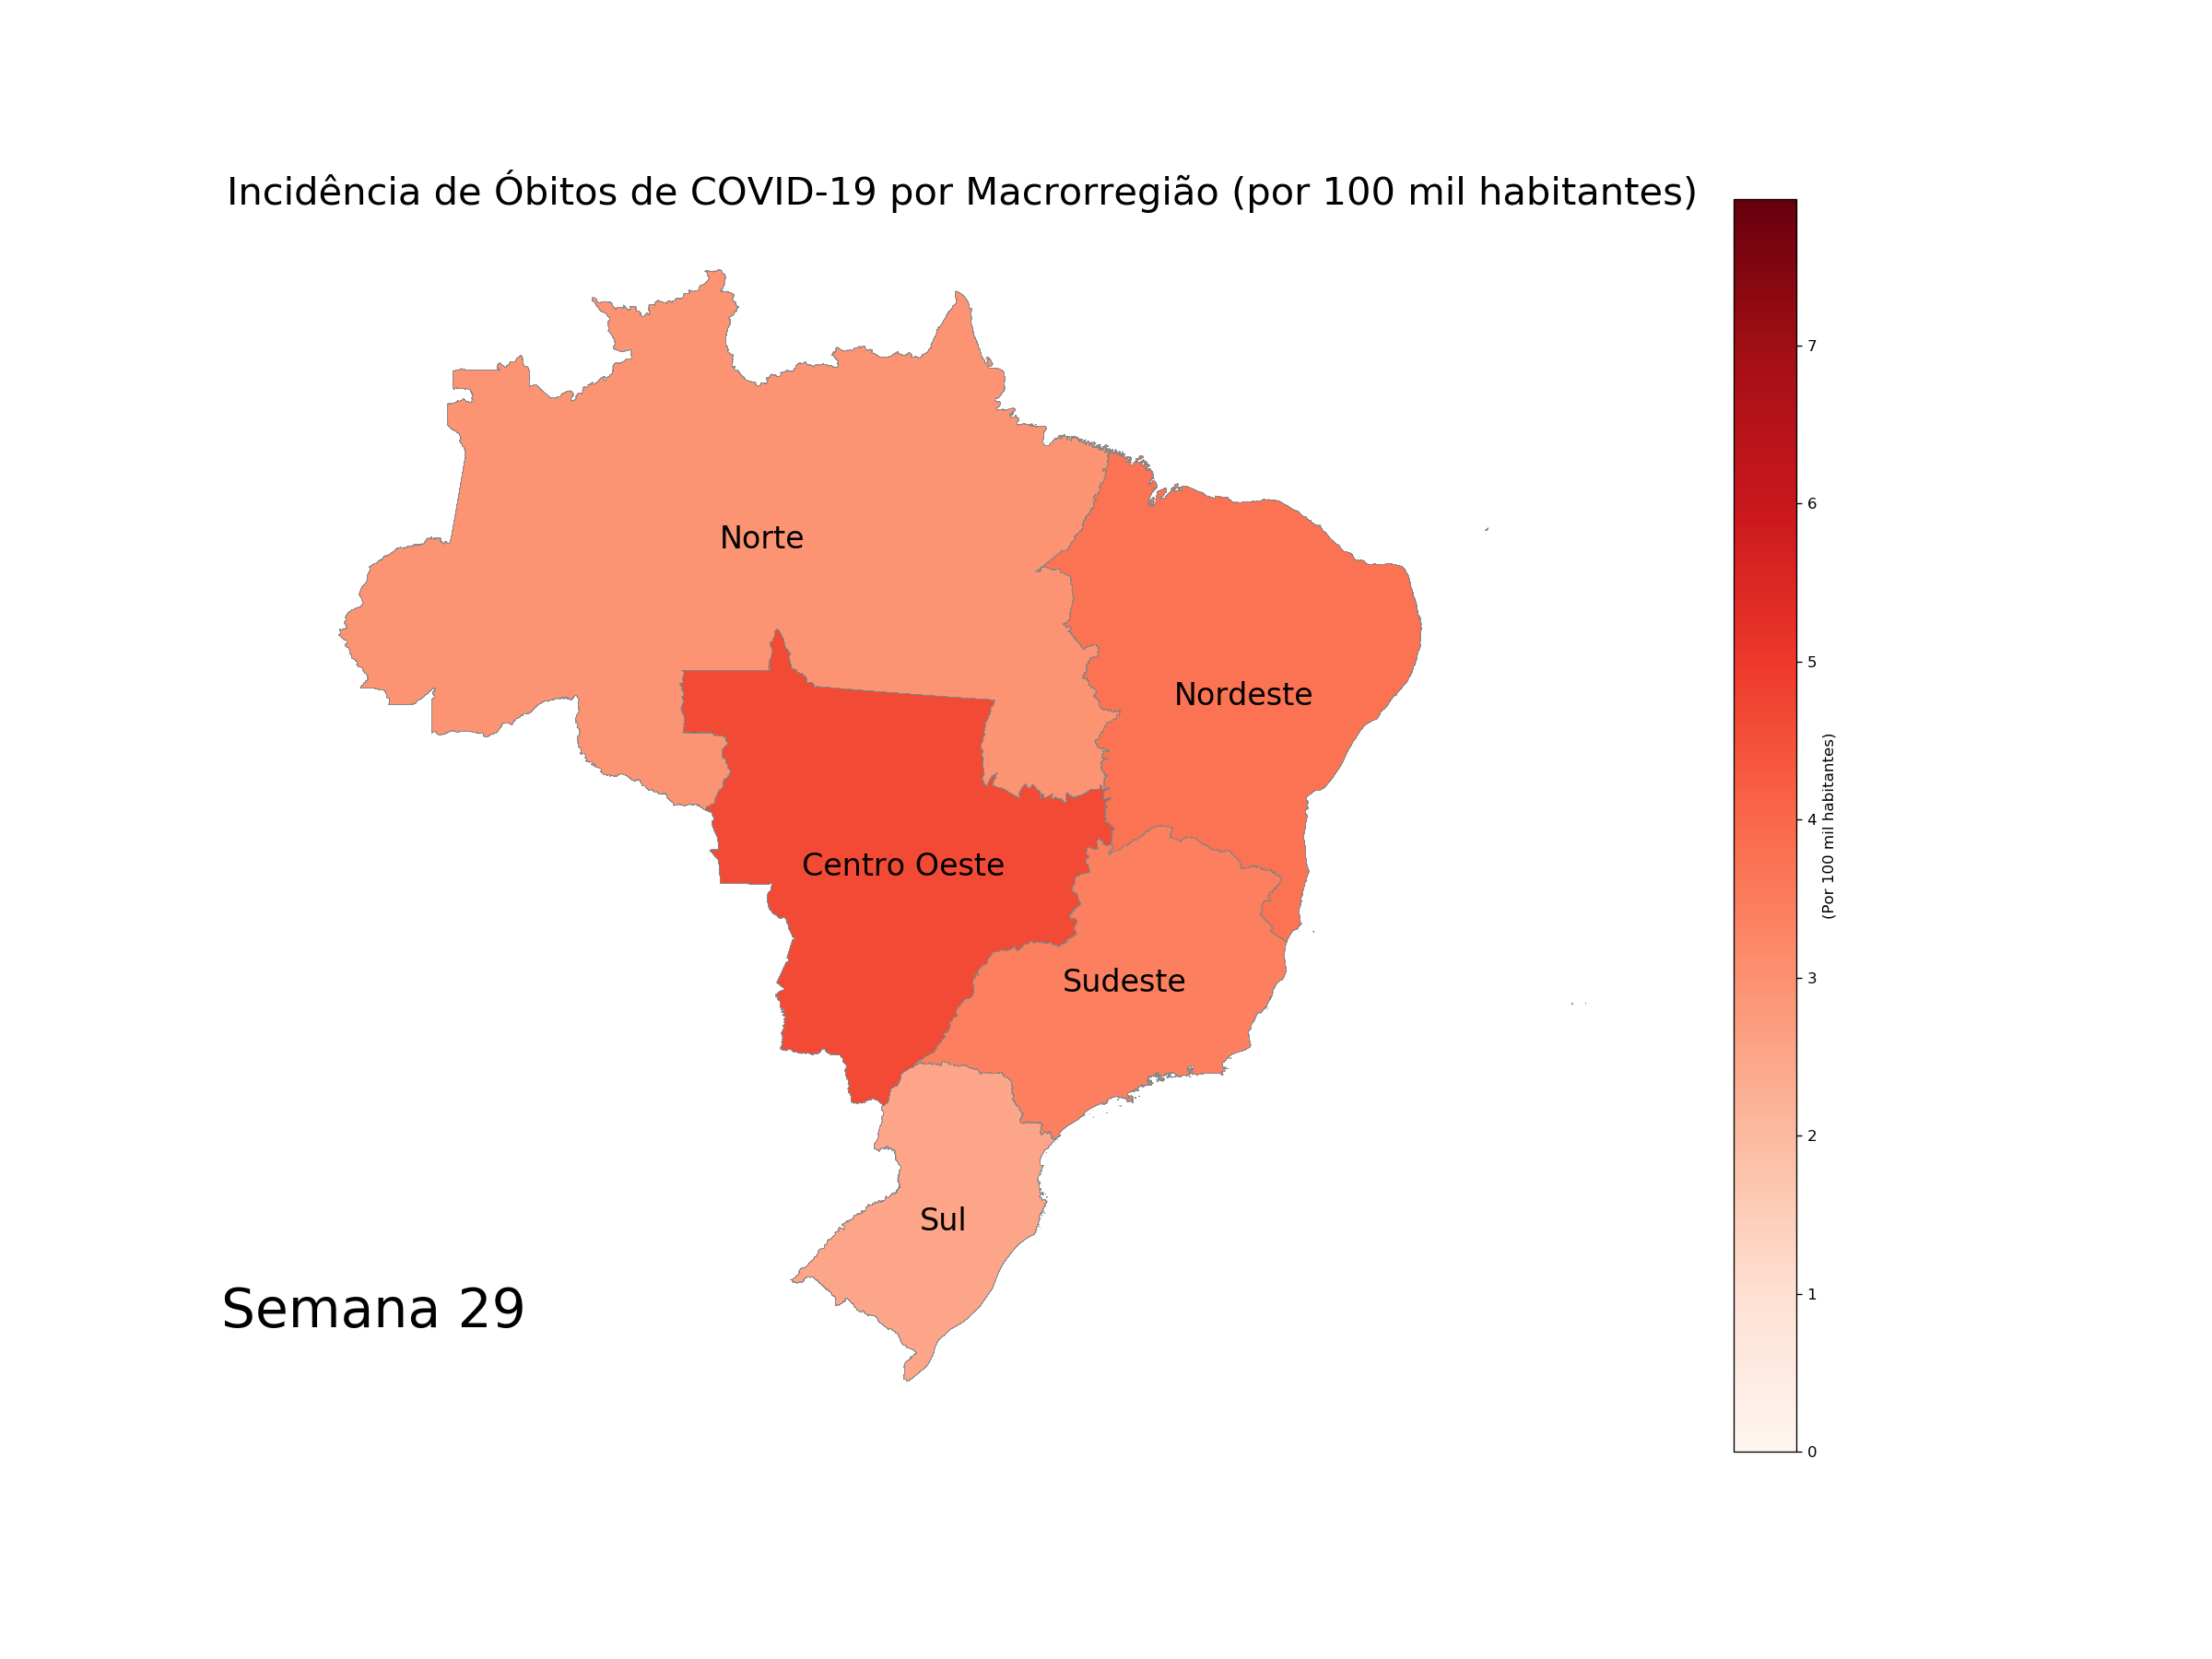 Incidência de Óbitos de COVID-19 por Macrorregião (por 100 mil habitantes)
Norte
Nordeste
Centro Oeste
Sudeste
Sul
Semana 29
7
6
5
4
3
2
1
0
(Por 100 mil habitantes)